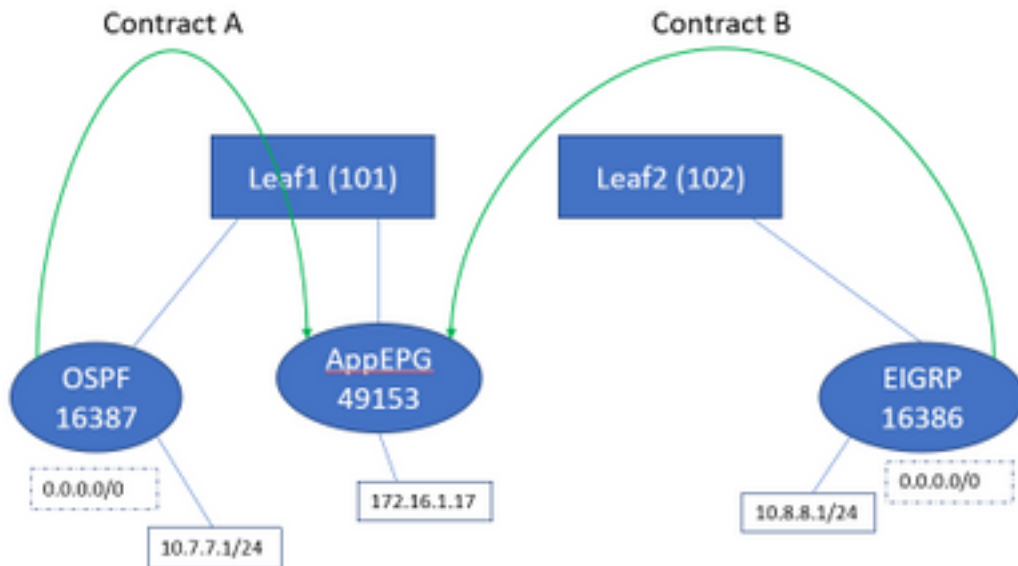 Contract A
Contract B
Leaf1 (101)
Leaf2 (102)
OSPF
16387
AppEPG
49153
EIGRP
16386
0.0.0.0/0
172.16.1.17
0.0.0.0/0
10.8.8.1/24
10.7.7.1/24